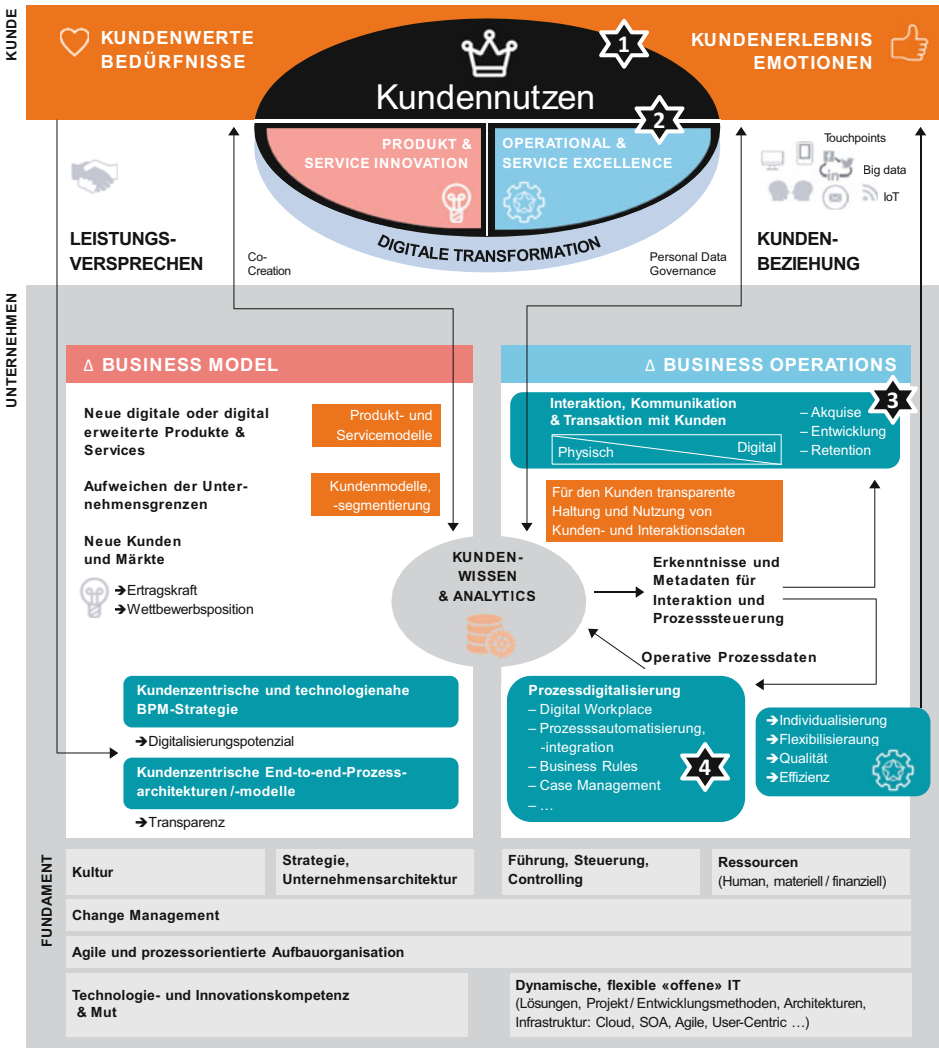 KUNDE
KUNDENWERTE
BEDÜRFNISSE
1
KUNDENERLEBNIS
EMOTIONEN
Kundennutzen
2
PRODUKT &
SERVICE INNOVATION
OPERATIONAL &
SERVICE EXCELLENCE
DIGITALE TRANSFORMATION
Touchpoints
in
Big data
IoT
LEISTUNGS-
VERSPRECHEN
Co-
Creation
Personal Data
Governance
KUNDEN-
BEZIEHUNG
UNTERNEHMEN
Δ BUSINESS MODEL
Neue digitale oder digital
erweiterte Produkte &
Services
Produkt- und
Servicemodelle
Aufweichen der Unter-
nehmensgrenzen
Kundenmodelle,
-segmentierung
Neue Kunden
und Märkte
➔Ertragskraft
➔Wettbewerbsposition
Δ BUSINESS OPERATIONS
3
Interaktion, Kommunikation
& Transaktion mit Kunden
Physisch
Digital
– Akquise
– Entwicklung
– Retention
Für den Kunden transparente
Haltung und Nutzung von
Kunden- und Interaktionsdaten
KUNDEN-
WISSEN
& ANALYTICS
Erkenntnisse und
Metadaten für
Interaktion und
Prozesssteuerung
Operative Prozessdaten
Kundenzentrische und technologienahe
BPM-Strategie
➔Digitalisierungspotenzial
Kundenzentrische End-to-end-Prozess-
architekturen /-modelle
➔Transparenz
Prozessdigitalisierung
– Digital Workplace
– Prozessautomatisierung,
-integration
– Business Rules
– Case Management
– …
4
➔Individualisierung
➔Flexibilisieraung
➔Qualität
➔Effizienz
FUNDAMENT
Kultur
Strategie,
Unternehmensarchitektur
Führung, Steuerung,
Controlling
Ressourcen
(Human, materiell / finanziell)
Change Management
Agile und prozessorientierte Aufbauorganisation
Technologie- und Innovationskompetenz
& Mut
Dynamische, flexible «offene» IT
(Lösungen, Projekt / Entwicklungsmethoden, Architekturen,
Infrastruktur: Cloud, SOA, Agile, User-Centric …)